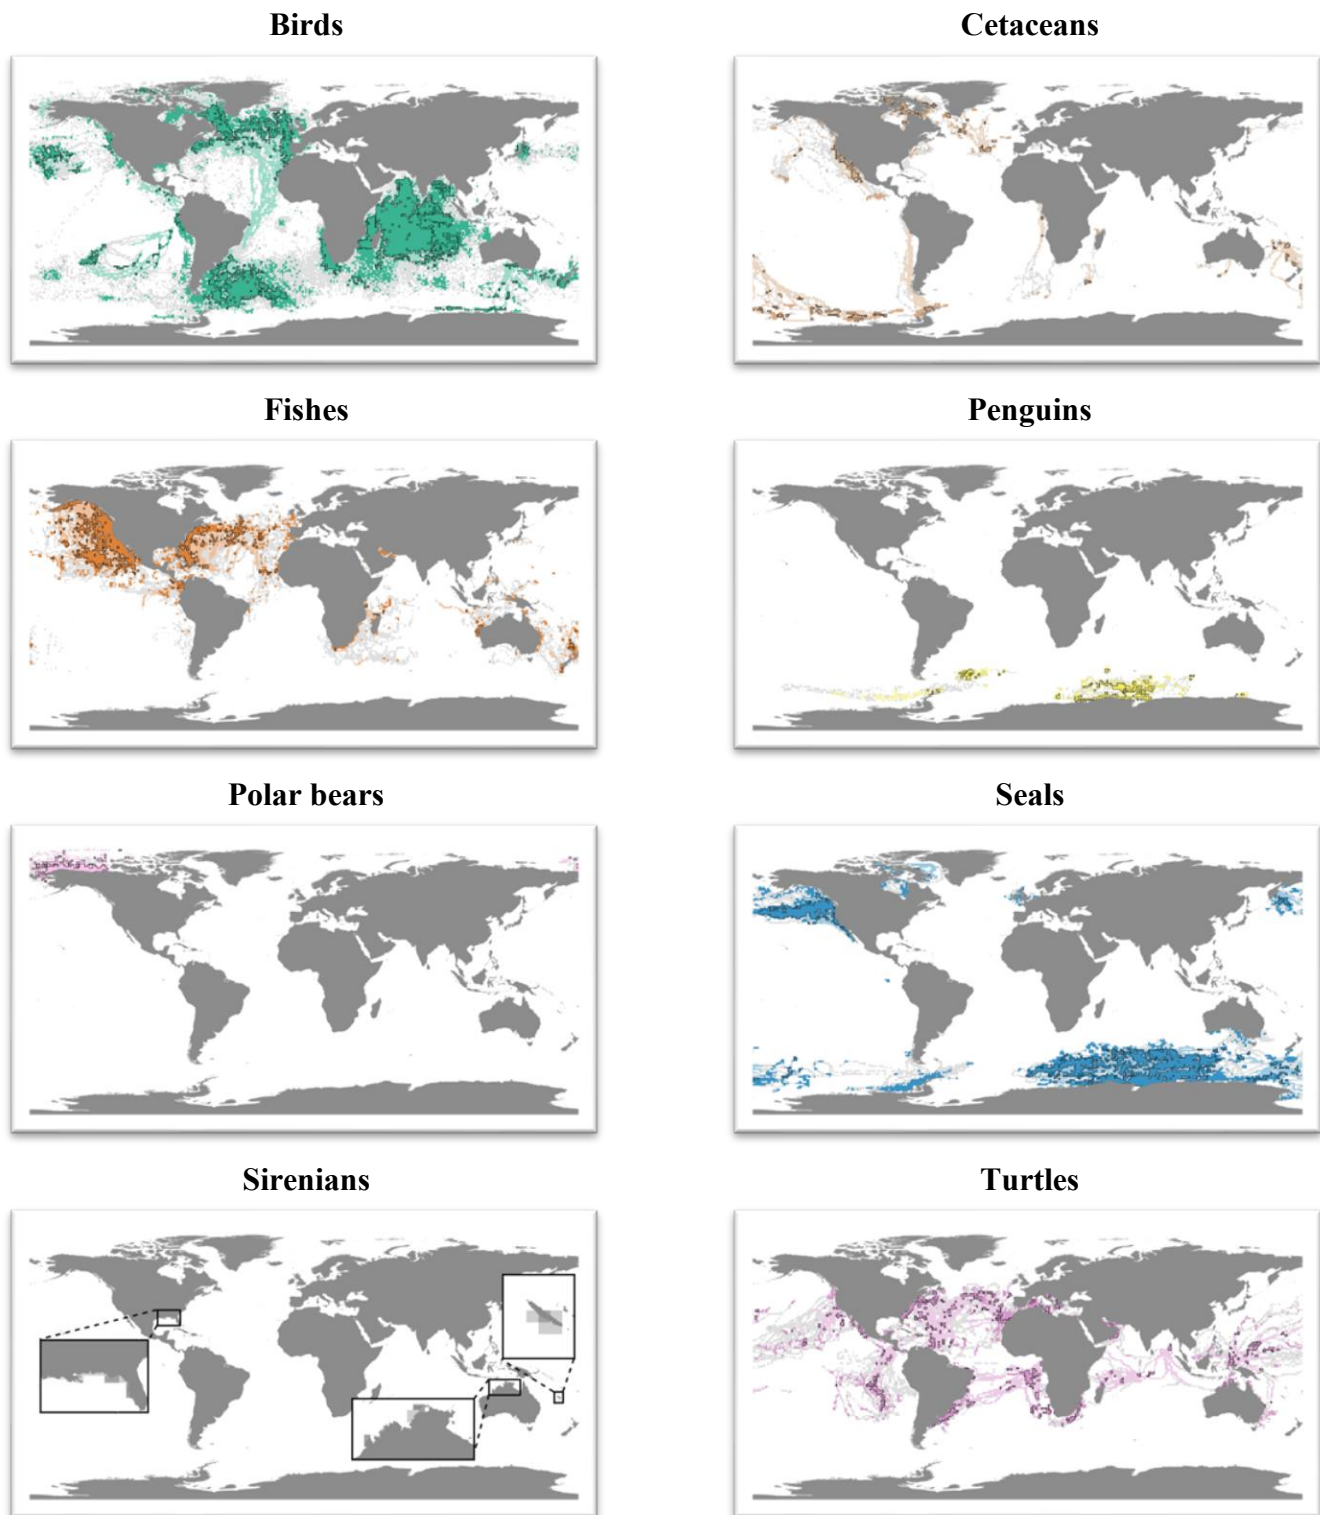 Birds
Cetaceans
Fishes
Penguins
Polar bears
Seals
Sirenians
Turtles